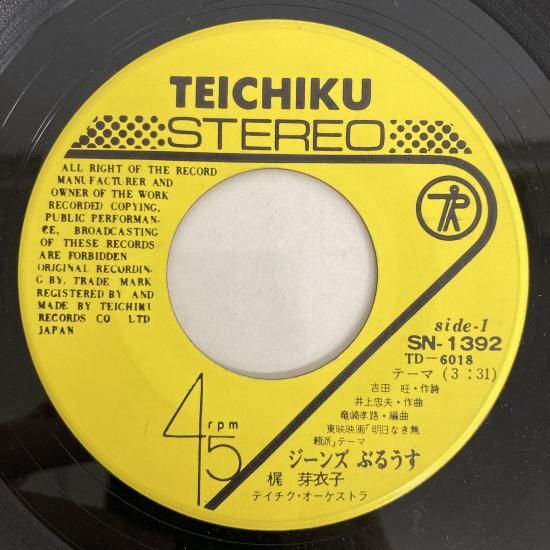 TEICHIKU
STEREO
ALL RIGHT OF THE RECORD
MANUFACTURER AND
OWNER OF THE WORK
RECORDED COPYING,
PUBLIC PERFORMAN-
CE, BROADCASTING
OF THESE RECORDS
ARE FORBIDDEN
ORIGINAL RECORDIN-
G BY. TRADE MARK
REGISTERED BY AND
MADE BY TEICHIKU
RECORDS CO LTD
JAPAN
side-1
SN-1392
TD-6018
テーマ (3:31)
吉田 旺・作詩
井上忠夫・作曲
竜崎孝路・編曲
東映映画「明日なき無
頼派」テーマ
ジーンズ ぶるうす
梶 芽衣子
テイチク・オーケストラ
45 rpm